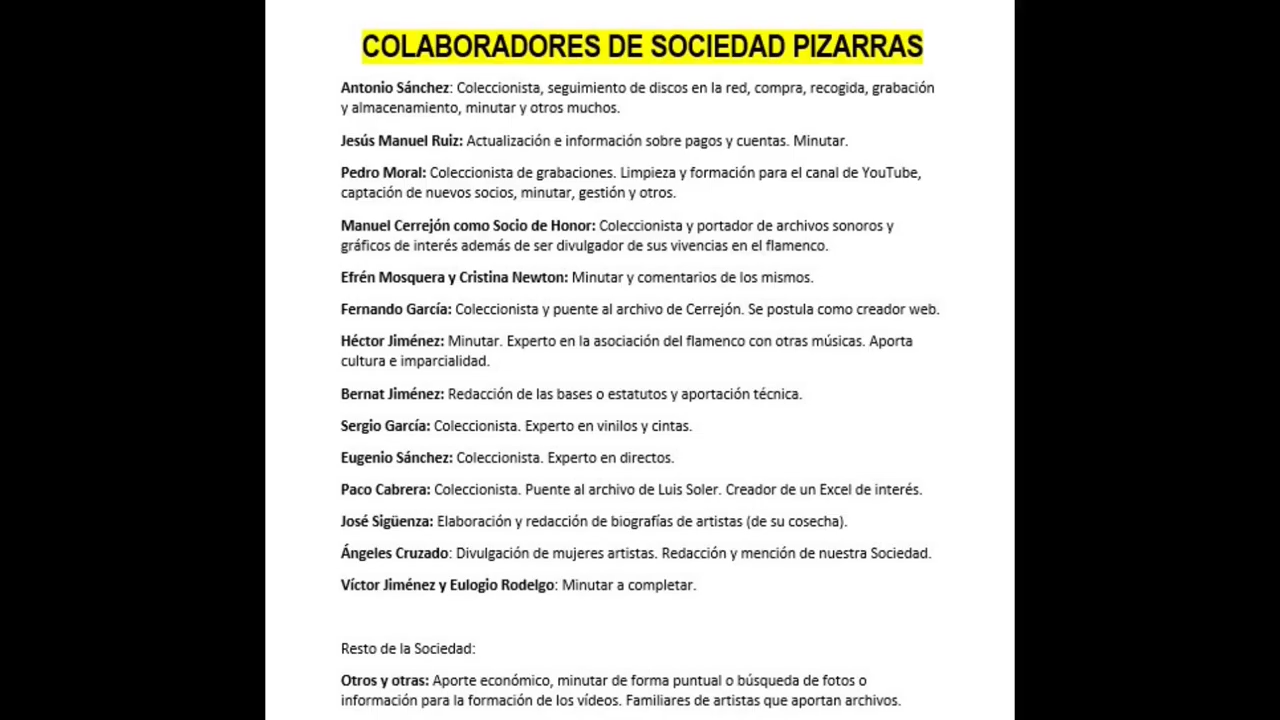 COLABORADORES DE SOCIEDAD PIZARRAS
Antonio Sánchez: Coleccionista, seguimiento de discos en la red, compra, recogida, grabación
y almacenamiento, minutar y otros muchos.
Jesús Manuel Ruiz: Actualización e información sobre pagos y cuentas. Minutar.
Pedro Moral: Coleccionista de grabaciones. Limpieza y formación para el canal de YouTube,
captación de nuevos socios, minutar, gestión y otros.
Manuel Cerrejón como Socio de Honor: Coleccionista y portador de archivos sonoros y
gráficos de interés además de ser divulgador de sus vivencias en el flamenco.
Efrén Mosquera y Cristina Newton: Minutar y comentarios de los mismos.
Fernando García: Coleccionista y puente al archivo de Cerrejón. Se postula como creador web.
Héctor Jiménez: Minutar. Experto en la asociación del flamenco con otras músicas. Aporta
cultura e imparcialidad.
Bernat Jiménez: Redacción de las bases o estatutos y aportación técnica.
Sergio García: Coleccionista. Experto en vinilos y cintas.
Eugenio Sánchez: Coleccionista. Experto en directos.
Paco Cabrera: Coleccionista. Puente al archivo de Luis Soler. Creador de un Excel de interés.
José Sigüenza: Elaboración y redacción de biografías de artistas (de su cosecha).
Ángeles Cruzado: Divulgación de mujeres artistas. Redacción y mención de nuestra Sociedad.
Víctor Jiménez y Eulogio Rodelgo: Minutar a completar.
Resto de la Sociedad:
Otros y otras: Aporte económico, minutar de forma puntual o búsqueda de fotos o
información para la formación de los vídeos. Familiares de artistas que aportan archivos.